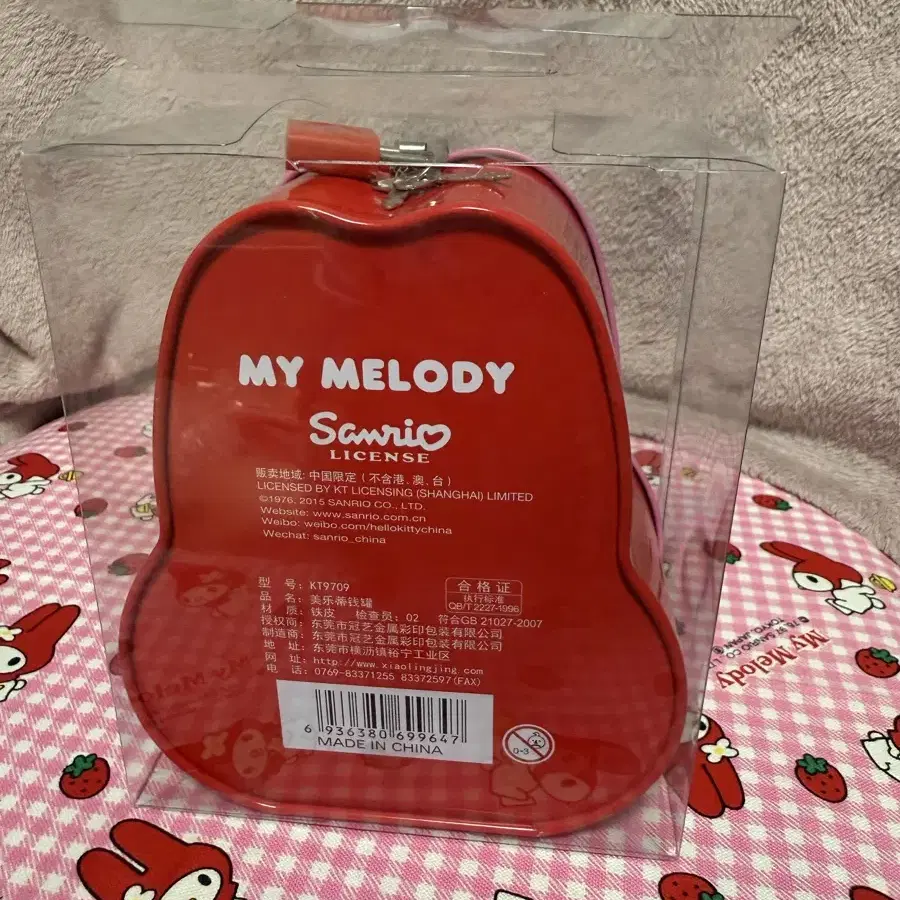 MY MELODY
Sanrio
LICENSE
贩卖地域: 中国限定 (不含港、澳、台)
LICENSED BY KT LICENSING (SHANGHAI) LIMITED
©1976, 2015 SANRIO CO., LTD.
Website: www.sanrio.com.cn
Weibo: weibo.com/hellokittychina
Wechat: sanrio_china
型 号: KT9709
品 名: 美乐蒂钱罐
材 质: 铁皮 检查员: 02 符合GB 21027-2007
合格证
执行标准
QB/T 2227-1996
授权商: 东莞市冠艺金属彩印包装有限公司
制造商: 东莞市冠艺金属彩印包装有限公司
地 址: 东莞市横沥镇裕宁工业区
网 址: http://www.xiaolingjing.com
电 话: 0769-83371255 83372597(FAX)
6 936380 699647
MADE IN CHINA
0-3
My Melody